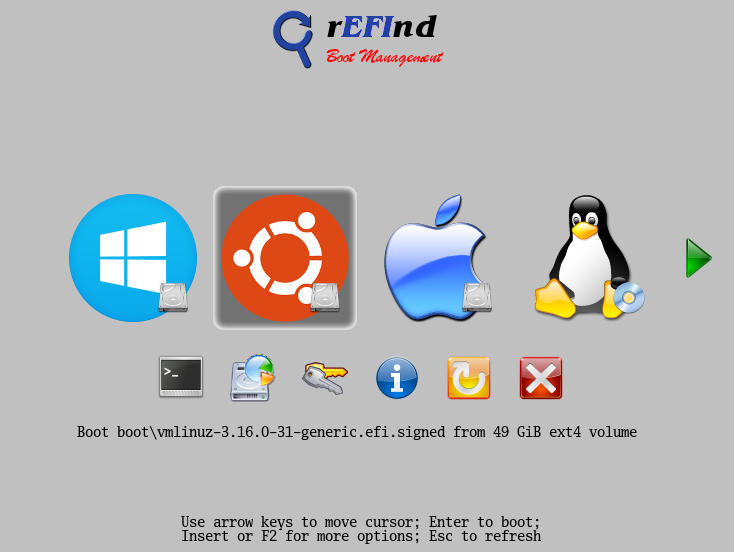 rEFInd
Boot Management
>_
Boot boot\vmlinuz-3.16.0-31-generic.efi.signed from 49 GiB ext4 volume
Use arrow keys to move cursor; Enter to boot;
Insert or F2 for more options; Esc to refresh